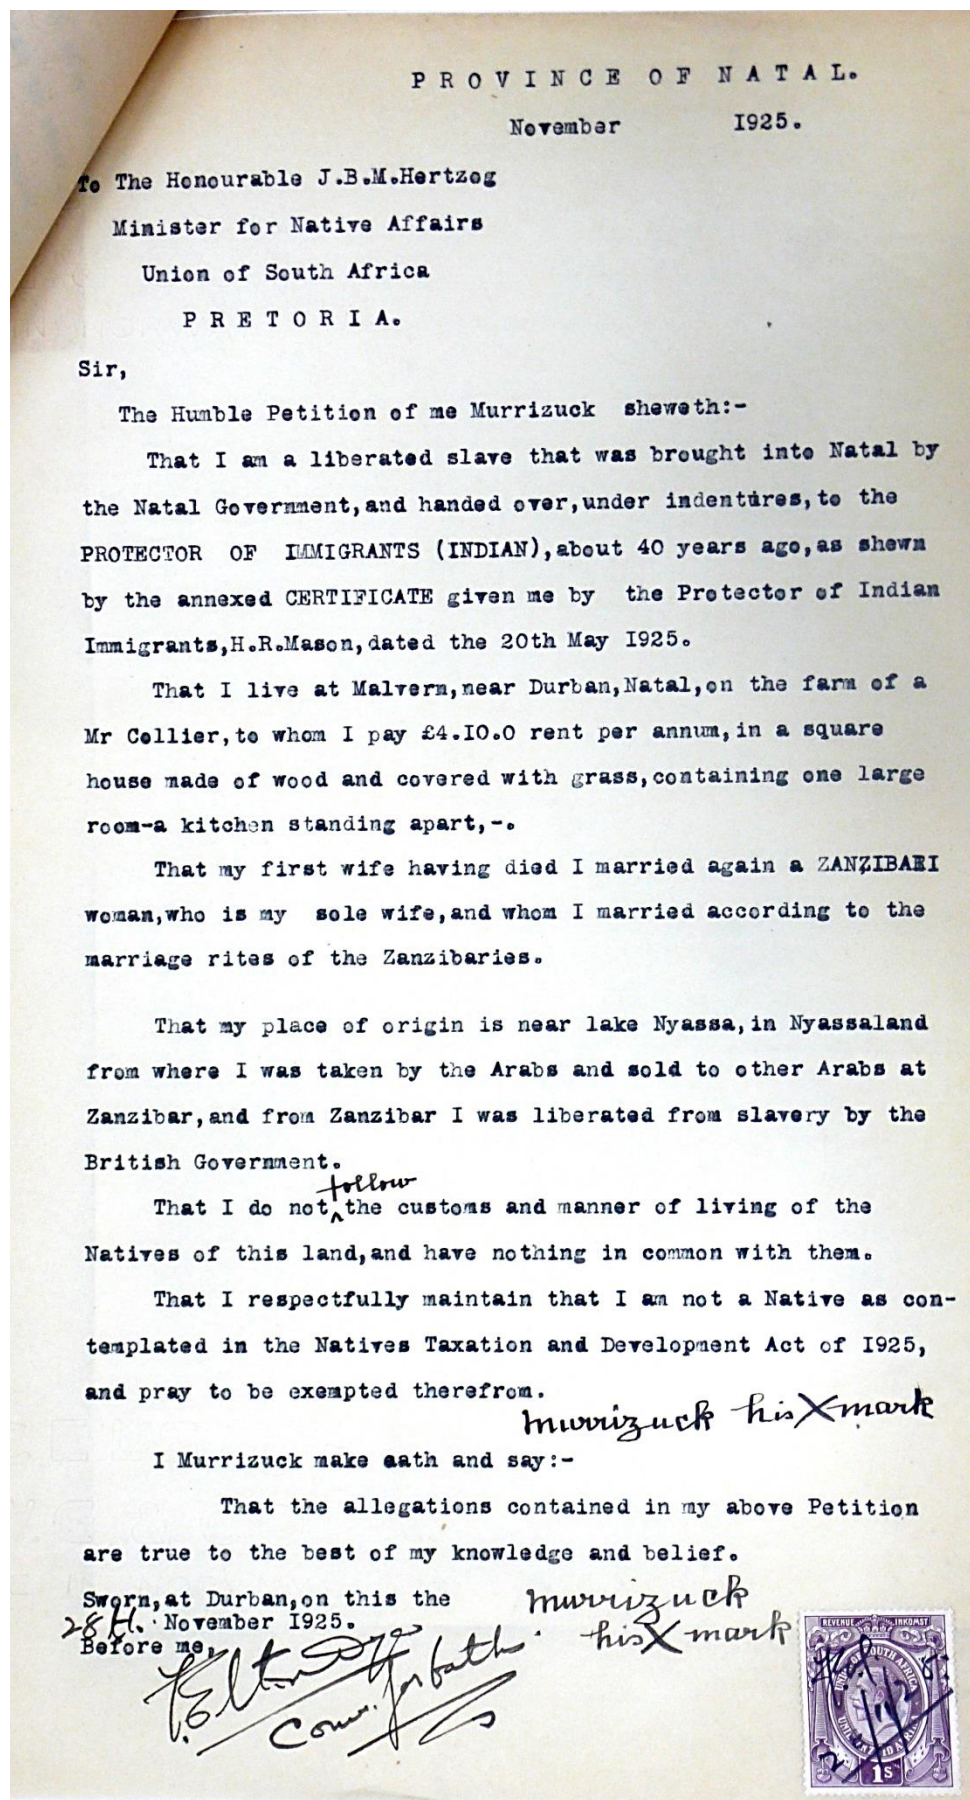 PROVINCE OF NATAL.
November I925.
To The Honourable J.B.M.Hertzog
Minister for Native Affairs
Union of South Africa
PRETORIA.
Sir,
The Humble Petition of me Murrizuck sheweth:-
That I am a liberated slave that was brought into Natal by
the Natal Government,and handed over,under indentures,to the
PROTECTOR OF IMMIGRANTS (INDIAN),about 40 years ago,as shewn
by the annexed CERTIFICATE given me by the Protector of Indian
Immigrants,H.R.Mason,dated the 20th May I925.
That I live at Malvern,near Durban,Natal,on the farm of a
Mr Collier,to whom I pay £4.I0.0 rent per annum,in a square
house made of wood and covered with grass,containing one large
room-a kitchen standing apart,-.
That my first wife having died I married again a ZANZIBARI
woman,who is my sole wife,and whom I married according to the
marriage rites of the Zanzibaries.
That my place of origin is near lake Nyassa,in Nyassaland
from where I was taken by the Arabs and sold to other Arabs at
Zanzibar,and from Zanzibar I was liberated from slavery by the
British Government.
That I do not follow the customs and manner of living of the
Natives of this land,and have nothing in common with them.
That I respectfully maintain that I am not a Native as con-
templated in the Natives Taxation and Development Act of I925,
and pray to be exempted therefrom.
Murrizuck his X mark
I Murrizuck make oath and say:-
That the allegations contained in my above Petition
are true to the best of my knowledge and belief.
Sworn,at Durban,on this the
28th. November I925.
Before me,
Murrizuck
his X mark
REVENUE INKOMST
UNION OF SOUTH AFRICA
1s